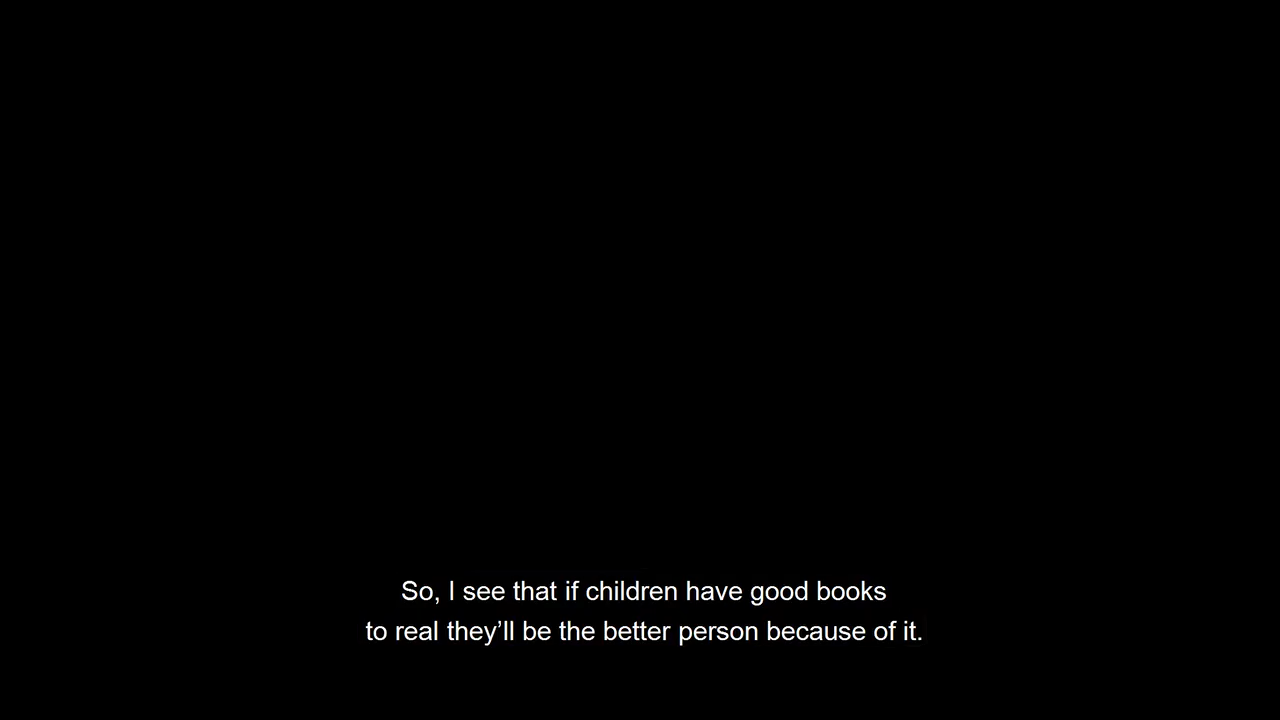 So, I see that if children have good books
to real they’ll be the better person because of it.